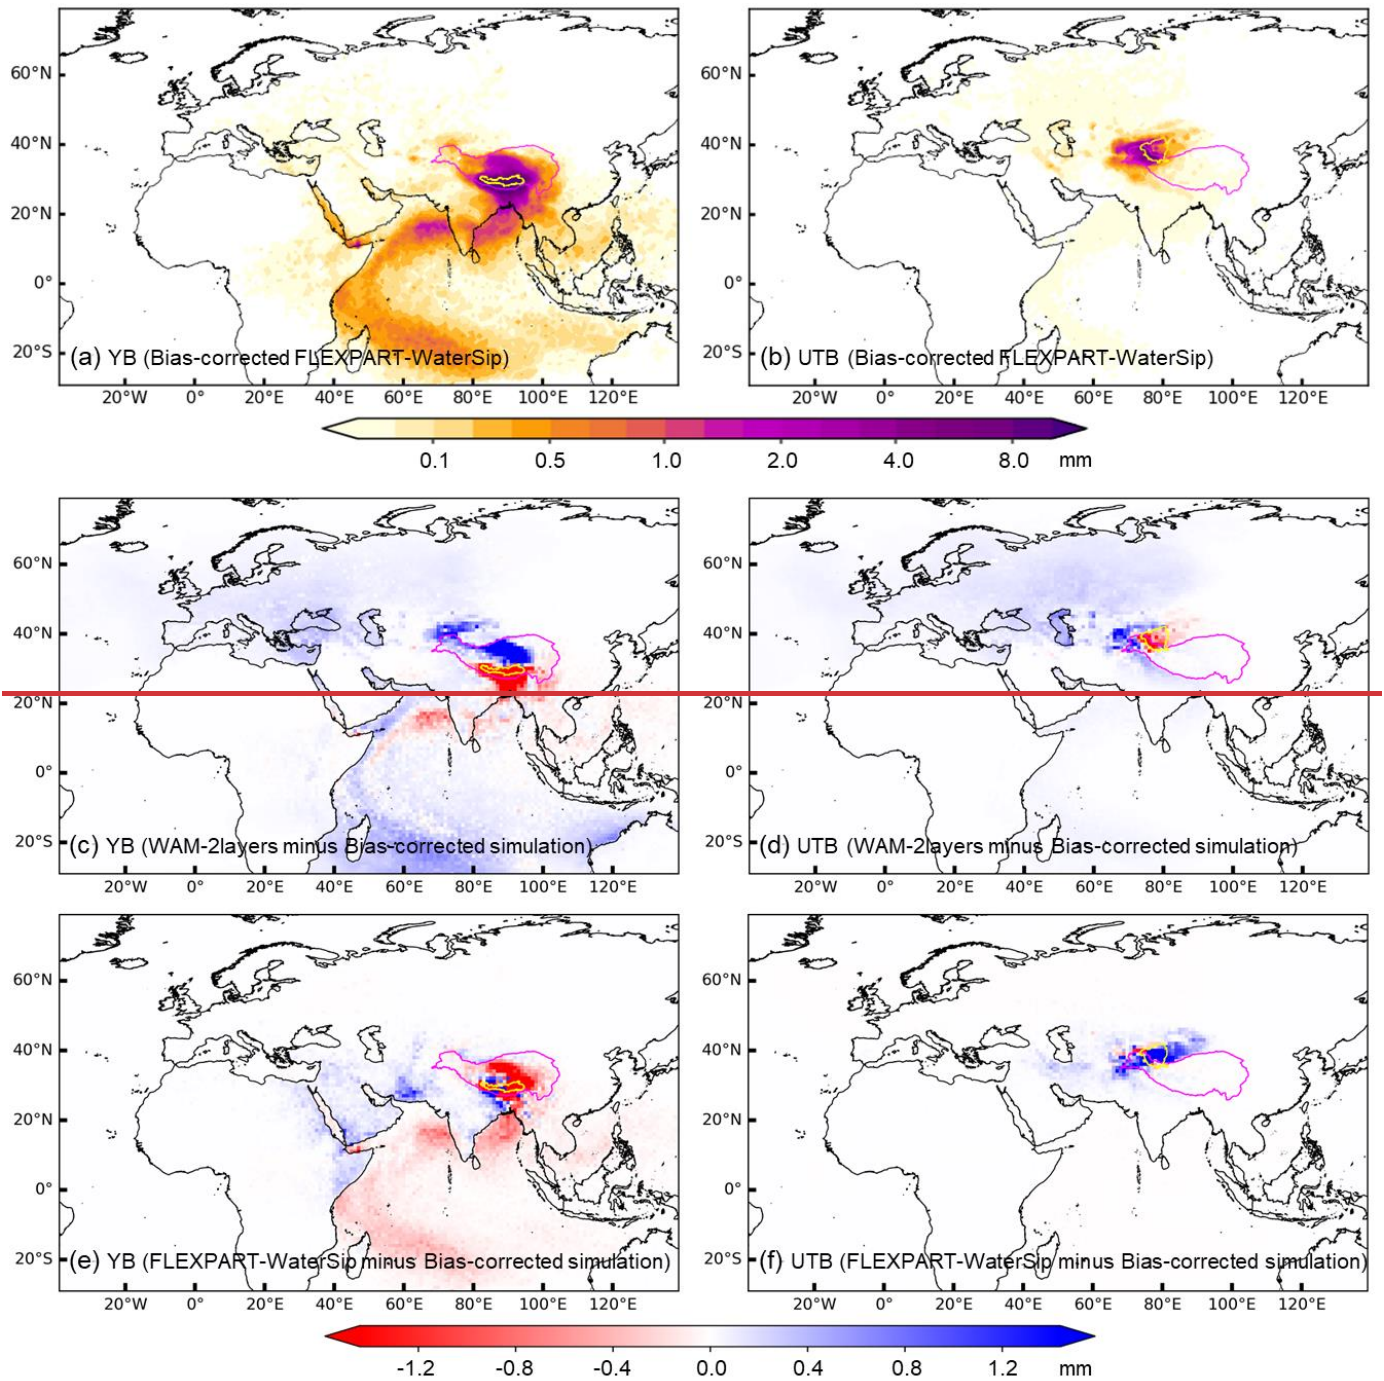 60°N
40°N
20°N
0°
20°S
(a) YB (Bias-corrected FLEXPART-WaterSip)
20°W 0° 20°E 40°E 60°E 80°E 100°E 120°E
60°N
40°N
20°N
0°
20°S
(b) UTB (Bias-corrected FLEXPART-WaterSip)
20°W 0° 20°E 40°E 60°E 80°E 100°E 120°E
0.1 0.5 1.0 2.0 4.0 8.0 mm
60°N
40°N
20°N
0°
20°S
(c) YB (WAM-2layers minus Bias-corrected simulation)
20°W 0° 20°E 40°E 60°E 80°E 100°E 120°E
60°N
40°N
20°N
0°
20°S
(d) UTB (WAM-2layers minus Bias-corrected simulation)
20°W 0° 20°E 40°E 60°E 80°E 100°E 120°E
60°N
40°N
20°N
0°
20°S
(e) YB (FLEXPART-WaterSip minus Bias-corrected simulation)
20°W 0° 20°E 40°E 60°E 80°E 100°E 120°E
60°N
40°N
20°N
0°
20°S
(f) UTB (FLEXPART-WaterSip minus Bias-corrected simulation)
20°W 0° 20°E 40°E 60°E 80°E 100°E 120°E
-1.2 -0.8 -0.4 0.0 0.4 0.8 1.2 mm